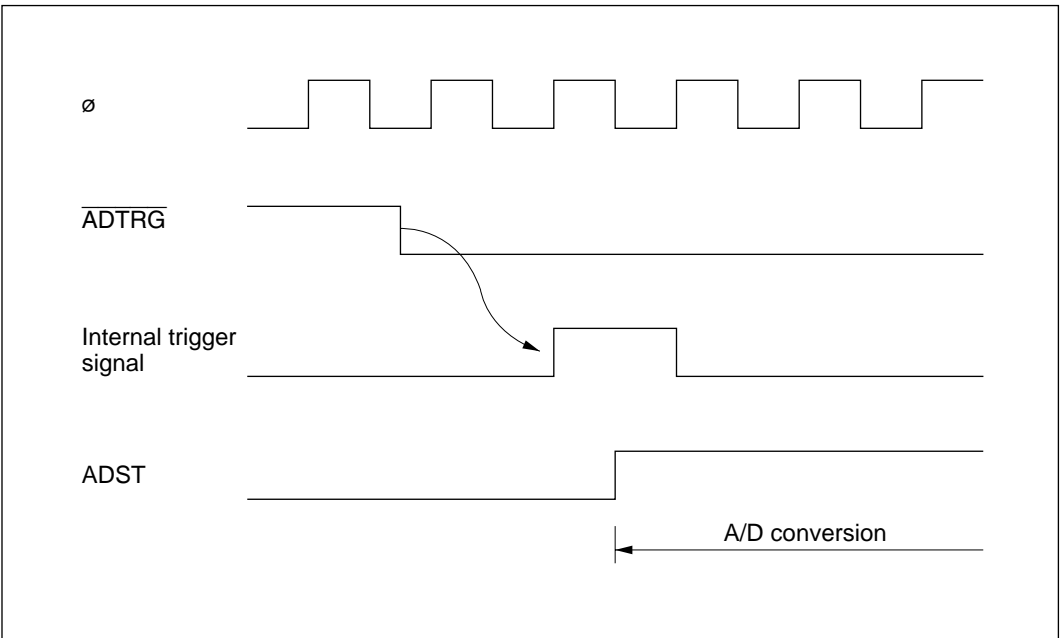 ø
ADTRG
Internal trigger
signal
ADST
A/D conversion